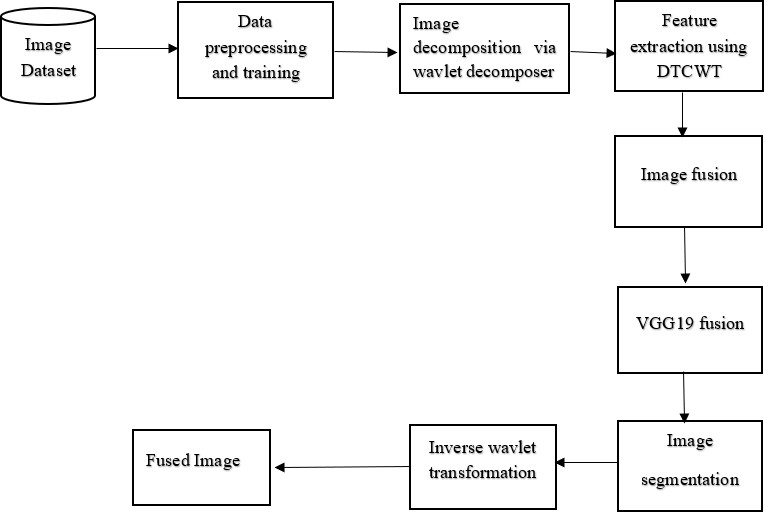 Image
Dataset
Data
preprocessing
and training
Image
decomposition via
wavlet decomposer
Feature
extraction using
DTCWT
Image fusion
VGG19 fusion
Image
segmentation
Inverse wavlet
transformation
Fused Image